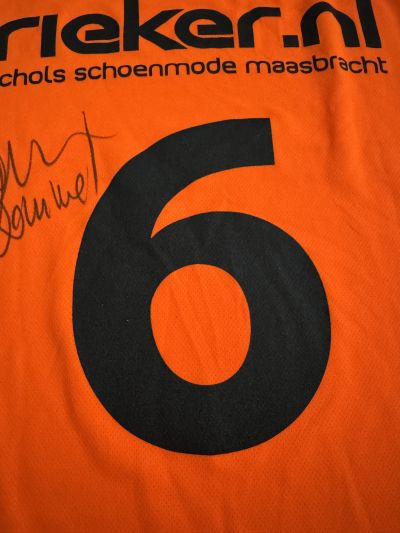 rieker.nl
chols schoenmode maasbracht
6